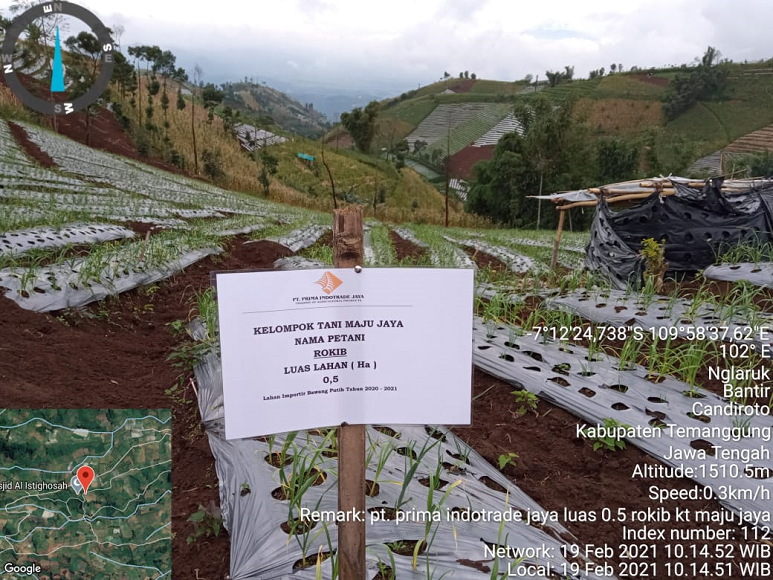 N
E
S
W
PT. PRIMA INDOTRADE JAYA
KELOMPOK TANI MAJU JAYA
NAMA PETANI
ROKIB
LUAS LAHAN ( Ha )
0,5
Lahan Importir Bawang Putih Tahun 2020 - 2021
-7°12'24,738"S 109°58'37,62"E
102° E
Nglaruk
Bantir
Candiroto
Kabupaten Temanggung
Jawa Tengah
Altitude:1510.5m
Speed:0.3km/h
Remark: pt. prima indotrade jaya luas 0.5 rokib kt maju jaya
Index number: 112
Network: 19 Feb 2021 10.14.52 WIB
Local: 19 Feb 2021 10.14.51 WIB
sjid Al Istighosah
Google